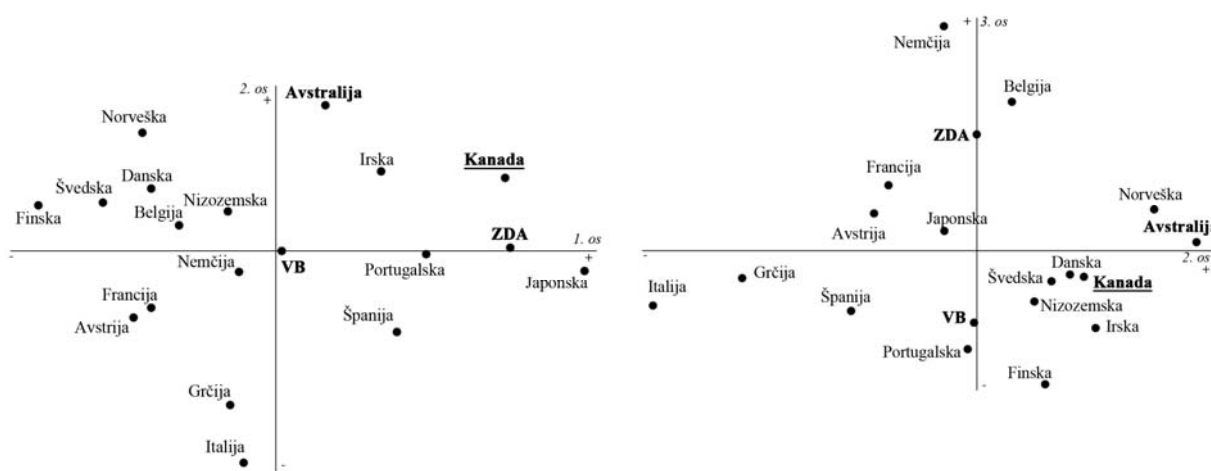 2. os
+
Avstralija
Norveška
Irska
Kanada
Danska
Švedska
Nizozemska
Finska
Belgija
ZDA
1. os
-
+
VB
Nemčija
Portugalska
Japonska
Francija
Avstrija
Španija
Grčija
Italija
-
+
3. os
Nemčija
Belgija
ZDA
Francija
Norveška
Japonska
Avstrija
Avstralija
-
2. os
+
Danska
Grčija
Švedska
Kanada
Italija
Španija
Nizozemska
VB
Irska
Portugalska
Finska
-